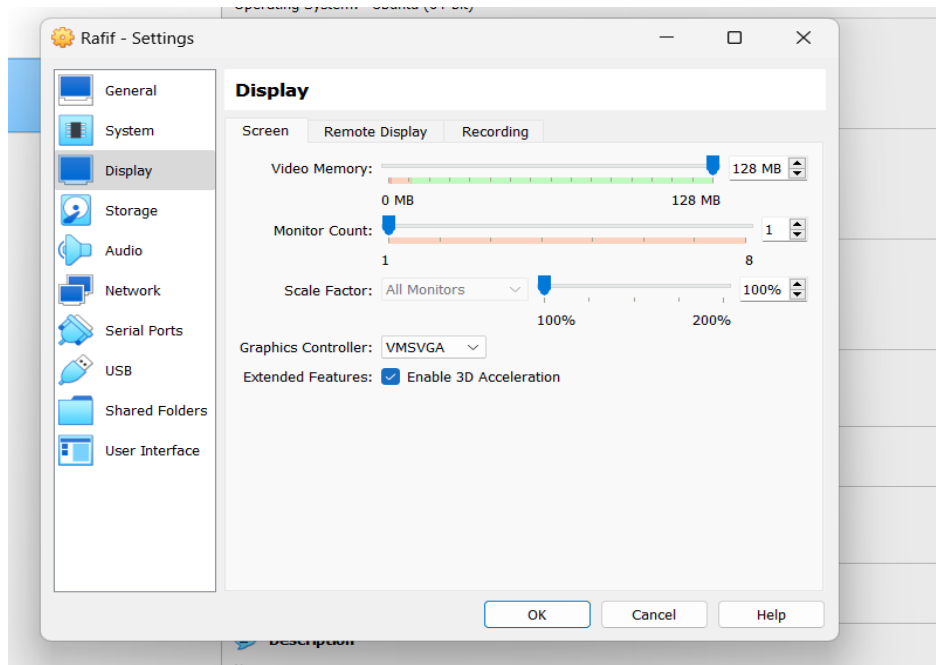 Rafif - Settings
General
System
Display
Storage
Audio
Network
Serial Ports
USB
Shared Folders
User Interface
Display
Screen Remote Display Recording
Video Memory: 128 MB
0 MB 128 MB
Monitor Count: 1
1 8
Scale Factor: All Monitors 100%
100% 200%
Graphics Controller: VMSVGA
Extended Features: Enable 3D Acceleration
OK Cancel Help
Description